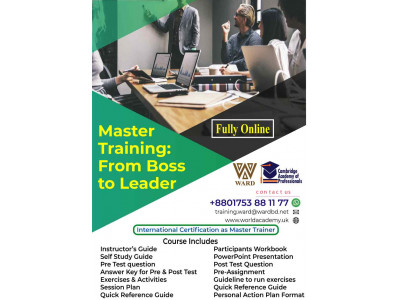 Master
Training:
From Boss
to Leader
Fully Online
WARD
Cambridge
Academy of
Professionals
contact us
+8801753 88 11 77
training.ward@wardbd.net
www.worldacademy.uk
International Certification as Master Trainer
Course Includes
Instructor's Guide
Self Study Guide
Pre Test question
Answer Key for Pre & Post Test
Exercises & Activities
Session Plan
Quick Reference Guide
Participants Workbook
PowerPoint Presentation
Post Test Question
Pre-Assignment
Guideline to run exercises
Quick Reference Guide
Personal Action Plan Format